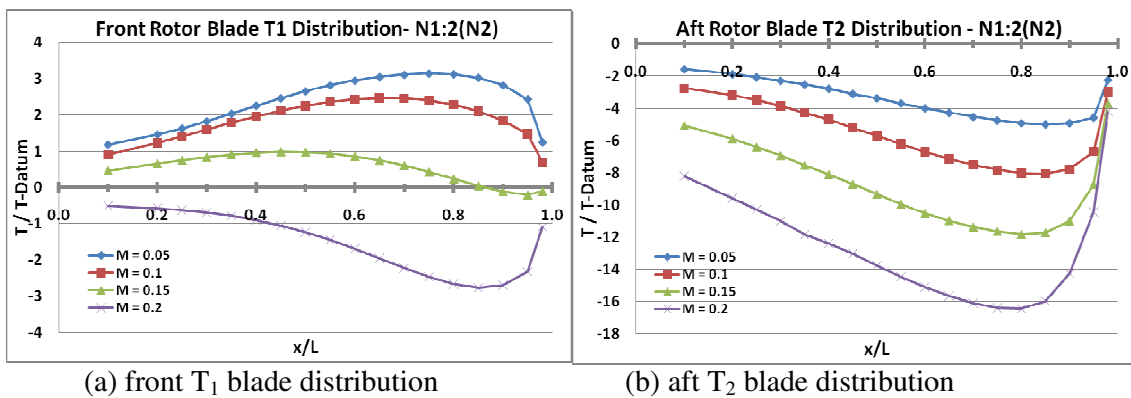 Front Rotor Blade T1 Distribution- N1:2(N2)
4
3
2
1
0
-1
-2
-3
-4
0.0 0.2 0.4 0.6 0.8 1.0
T / T-Datum
x/L
M = 0.05
M = 0.1
M = 0.15
M = 0.2
(a) front T₁ blade distribution
Aft Rotor Blade T2 Distribution - N1:2(N2)
0
-2
-4
-6
-8
-10
-12
-14
-16
-18
0.0 0.2 0.4 0.6 0.8 1.0
T / T-Datum
x/L
M = 0.05
M = 0.1
M = 0.15
M = 0.2
(b) aft T₂ blade distribution